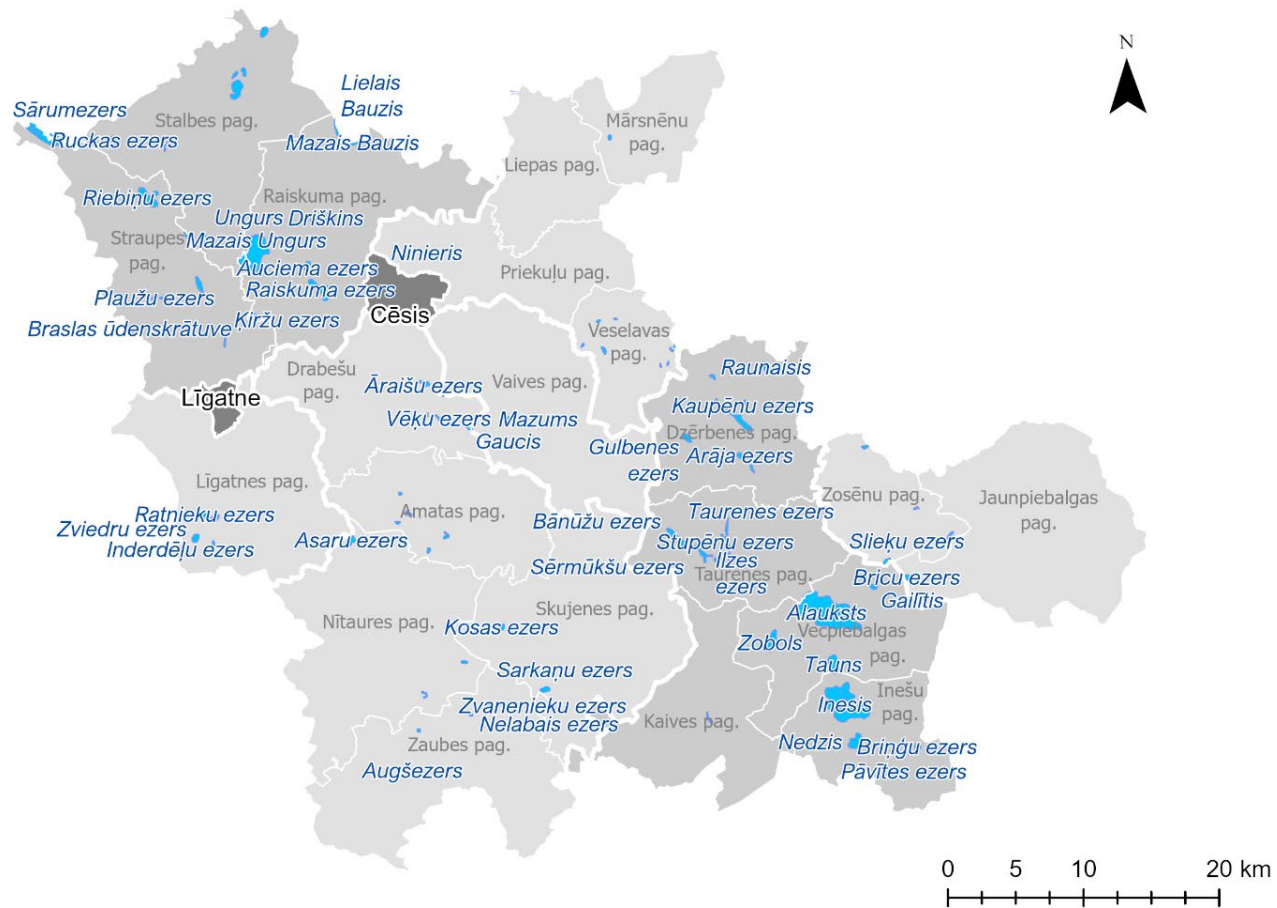 N
Lielais
Bauzis
Sārumezers
Stalbes pag.
Mārsnēnu
pag.
Ruckas ezers
Mazais Bauzis
Liepas pag.
Riebiņu ezers
Raiskuma pag.
Ungurs Driškins
Straupes
pag.
Mazais Ungurs
Ninieris
Priekuļu pag.
Auciema ezers
Plaužu ezers
Raiskuma ezers
Cēsis
Braslas ūdenskrātuve
Ķiržu ezers
Veselavas
pag.
Drabešu
pag.
Raunaisis
Līgatne
Āraišu ezers
Vaives pag.
Kaupēnu ezers
Vēķu ezers
Mazums
Gaucis
Dzērbenes pag.
Gulbenes
ezers
Arāja ezers
Līgatnes pag.
Zosēnu pag.
Jaunpiebalgas
pag.
Ratnieku ezers
Amatas pag.
Bānūžu ezers
Taurenes ezers
Zviedru ezers
Inderdēļu ezers
Asaru ezers
Stupēnu ezers
Slieķu ezers
Ilzes
ezers
Sērmūkšu ezers
Taurenes pag.
Bricu ezers
Gailītis
Skujenes pag.
Alauksts
Nītaures pag.
Kosas ezers
Zobols
Vecpiebalgas
pag.
Tauns
Sarkaņu ezers
Inešu
pag.
Inesis
Zvanenieku ezers
Nelabais ezers
Kaives pag.
Zaubes pag.
Nedzis
Briņģu ezers
Augšezers
Pāvītes ezers
0 5 10 20 km